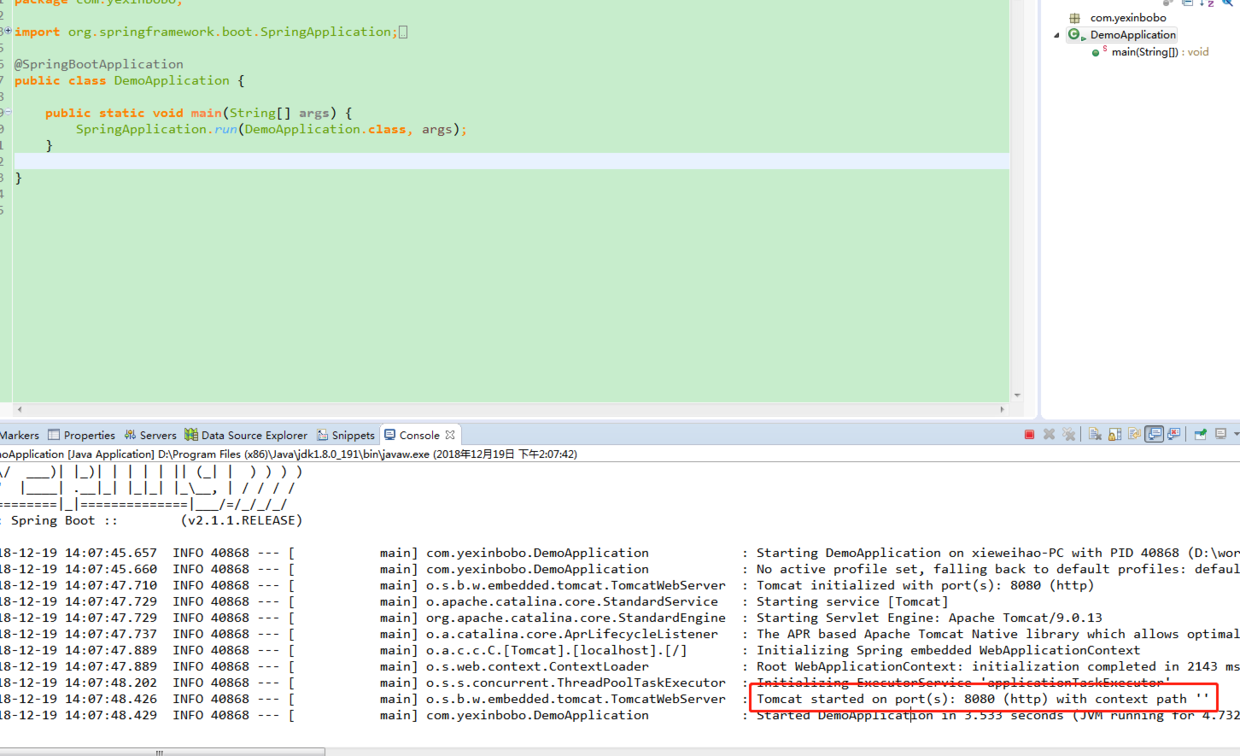 package com.yexinbobo;
import org.springframework.boot.SpringApplication;
@SpringBootApplication
public class DemoApplication {
public static void main(String[] args) {
SpringApplication.run(DemoApplication.class, args);
}
}
com.yexinbobo
DemoApplication
main(String[]) : void
Markers Properties Servers Data Source Explorer Snippets Console
noApplication [Java Application] D:\Program Files (x86)\Java\jdk1.8.0_191\bin\javaw.exe (2018年12月19日 下午2:07:42)
\/ ___)| |_)| | | | | || (_| | ) ) ) )
' |____| .__|_| |_|_| |_\__, | / / / /
========|_|==============|___/=/_/_/_/
: Spring Boot :: (v2.1.1.RELEASE)
18-12-19 14:07:45.657 INFO 40868 --- [ main] com.yexinbobo.DemoApplication : Starting DemoApplication on xieweihao-PC with PID 40868 (D:\wor
18-12-19 14:07:45.660 INFO 40868 --- [ main] com.yexinbobo.DemoApplication : No active profile set, falling back to default profiles: defaul
18-12-19 14:07:47.710 INFO 40868 --- [ main] o.s.b.w.embedded.tomcat.TomcatWebServer : Tomcat initialized with port(s): 8080 (http)
18-12-19 14:07:47.729 INFO 40868 --- [ main] o.apache.catalina.core.StandardService : Starting service [Tomcat]
18-12-19 14:07:47.729 INFO 40868 --- [ main] org.apache.catalina.core.StandardEngine : Starting Servlet Engine: Apache Tomcat/9.0.13
18-12-19 14:07:47.737 INFO 40868 --- [ main] o.a.catalina.core.AprLifecycleListener : The APR based Apache Tomcat Native library which allows optimal
18-12-19 14:07:47.889 INFO 40868 --- [ main] o.a.c.c.C.[Tomcat].[localhost].[/] : Initializing Spring embedded WebApplicationContext
18-12-19 14:07:47.889 INFO 40868 --- [ main] o.s.web.context.ContextLoader : Root WebApplicationContext: initialization completed in 2143 ms
18-12-19 14:07:48.202 INFO 40868 --- [ main] o.s.s.concurrent.ThreadPoolTaskExecutor : Initializing ExecutorService 'applicationTaskExecutor'
18-12-19 14:07:48.426 INFO 40868 --- [ main] o.s.b.w.embedded.tomcat.TomcatWebServer : Tomcat started on port(s): 8080 (http) with context path ''
18-12-19 14:07:48.429 INFO 40868 --- [ main] com.yexinbobo.DemoApplication : Started DemoApplication in 3.533 seconds (JVM running for 4.732